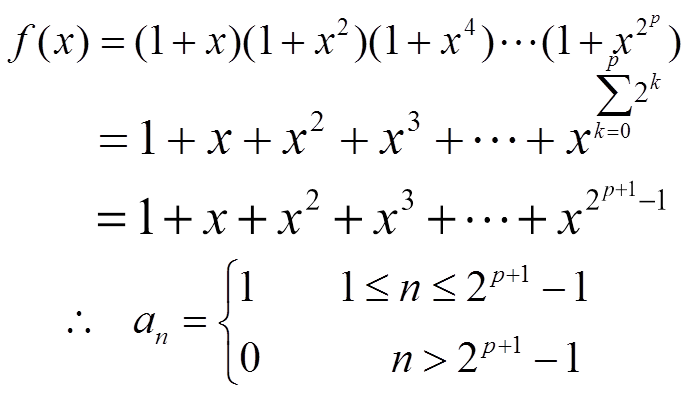 f(x) = (1 + x)(1 + x^2)(1 + x^4)⋯(1 + x^{2^p})
= 1 + x + x^2 + x^3 + ⋯ + x^{\sum_{k=0}^{p} 2^k}
= 1 + x + x^2 + x^3 + ⋯ + x^{2^{p+1}-1}
∴ a_n = { 1    1 ≤ n ≤ 2^{p+1} − 1
0    n > 2^{p+1} − 1